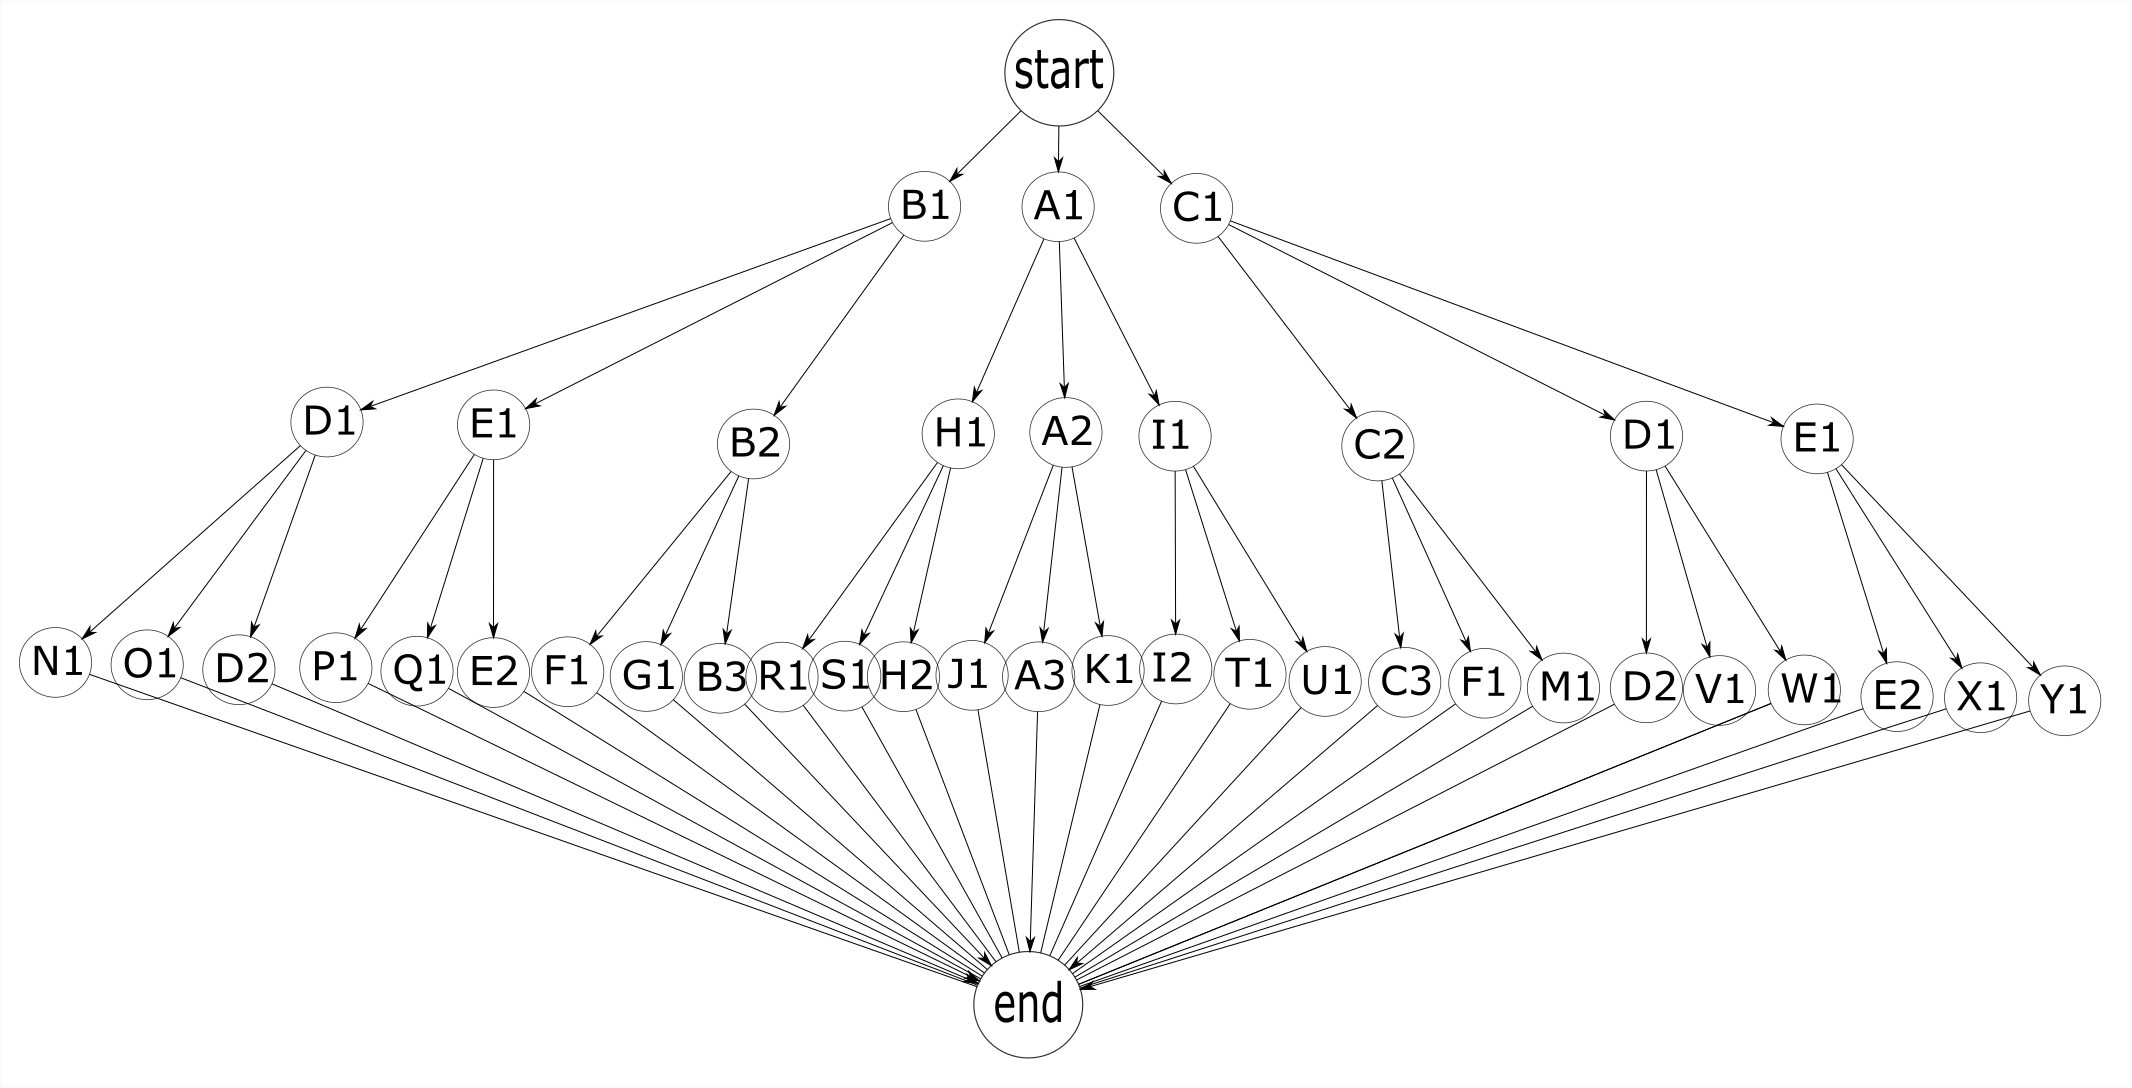 start
B1 A1 C1
D1 E1 B2 H1 A2 I1 C2 D1 E1
N1 O1 D2 P1 Q1 E2 F1 G1 B3 R1 S1 H2 J1 A3 K1 I2 T1 U1 C3 F1 M1 D2 V1 W1 E2 X1 Y1
end